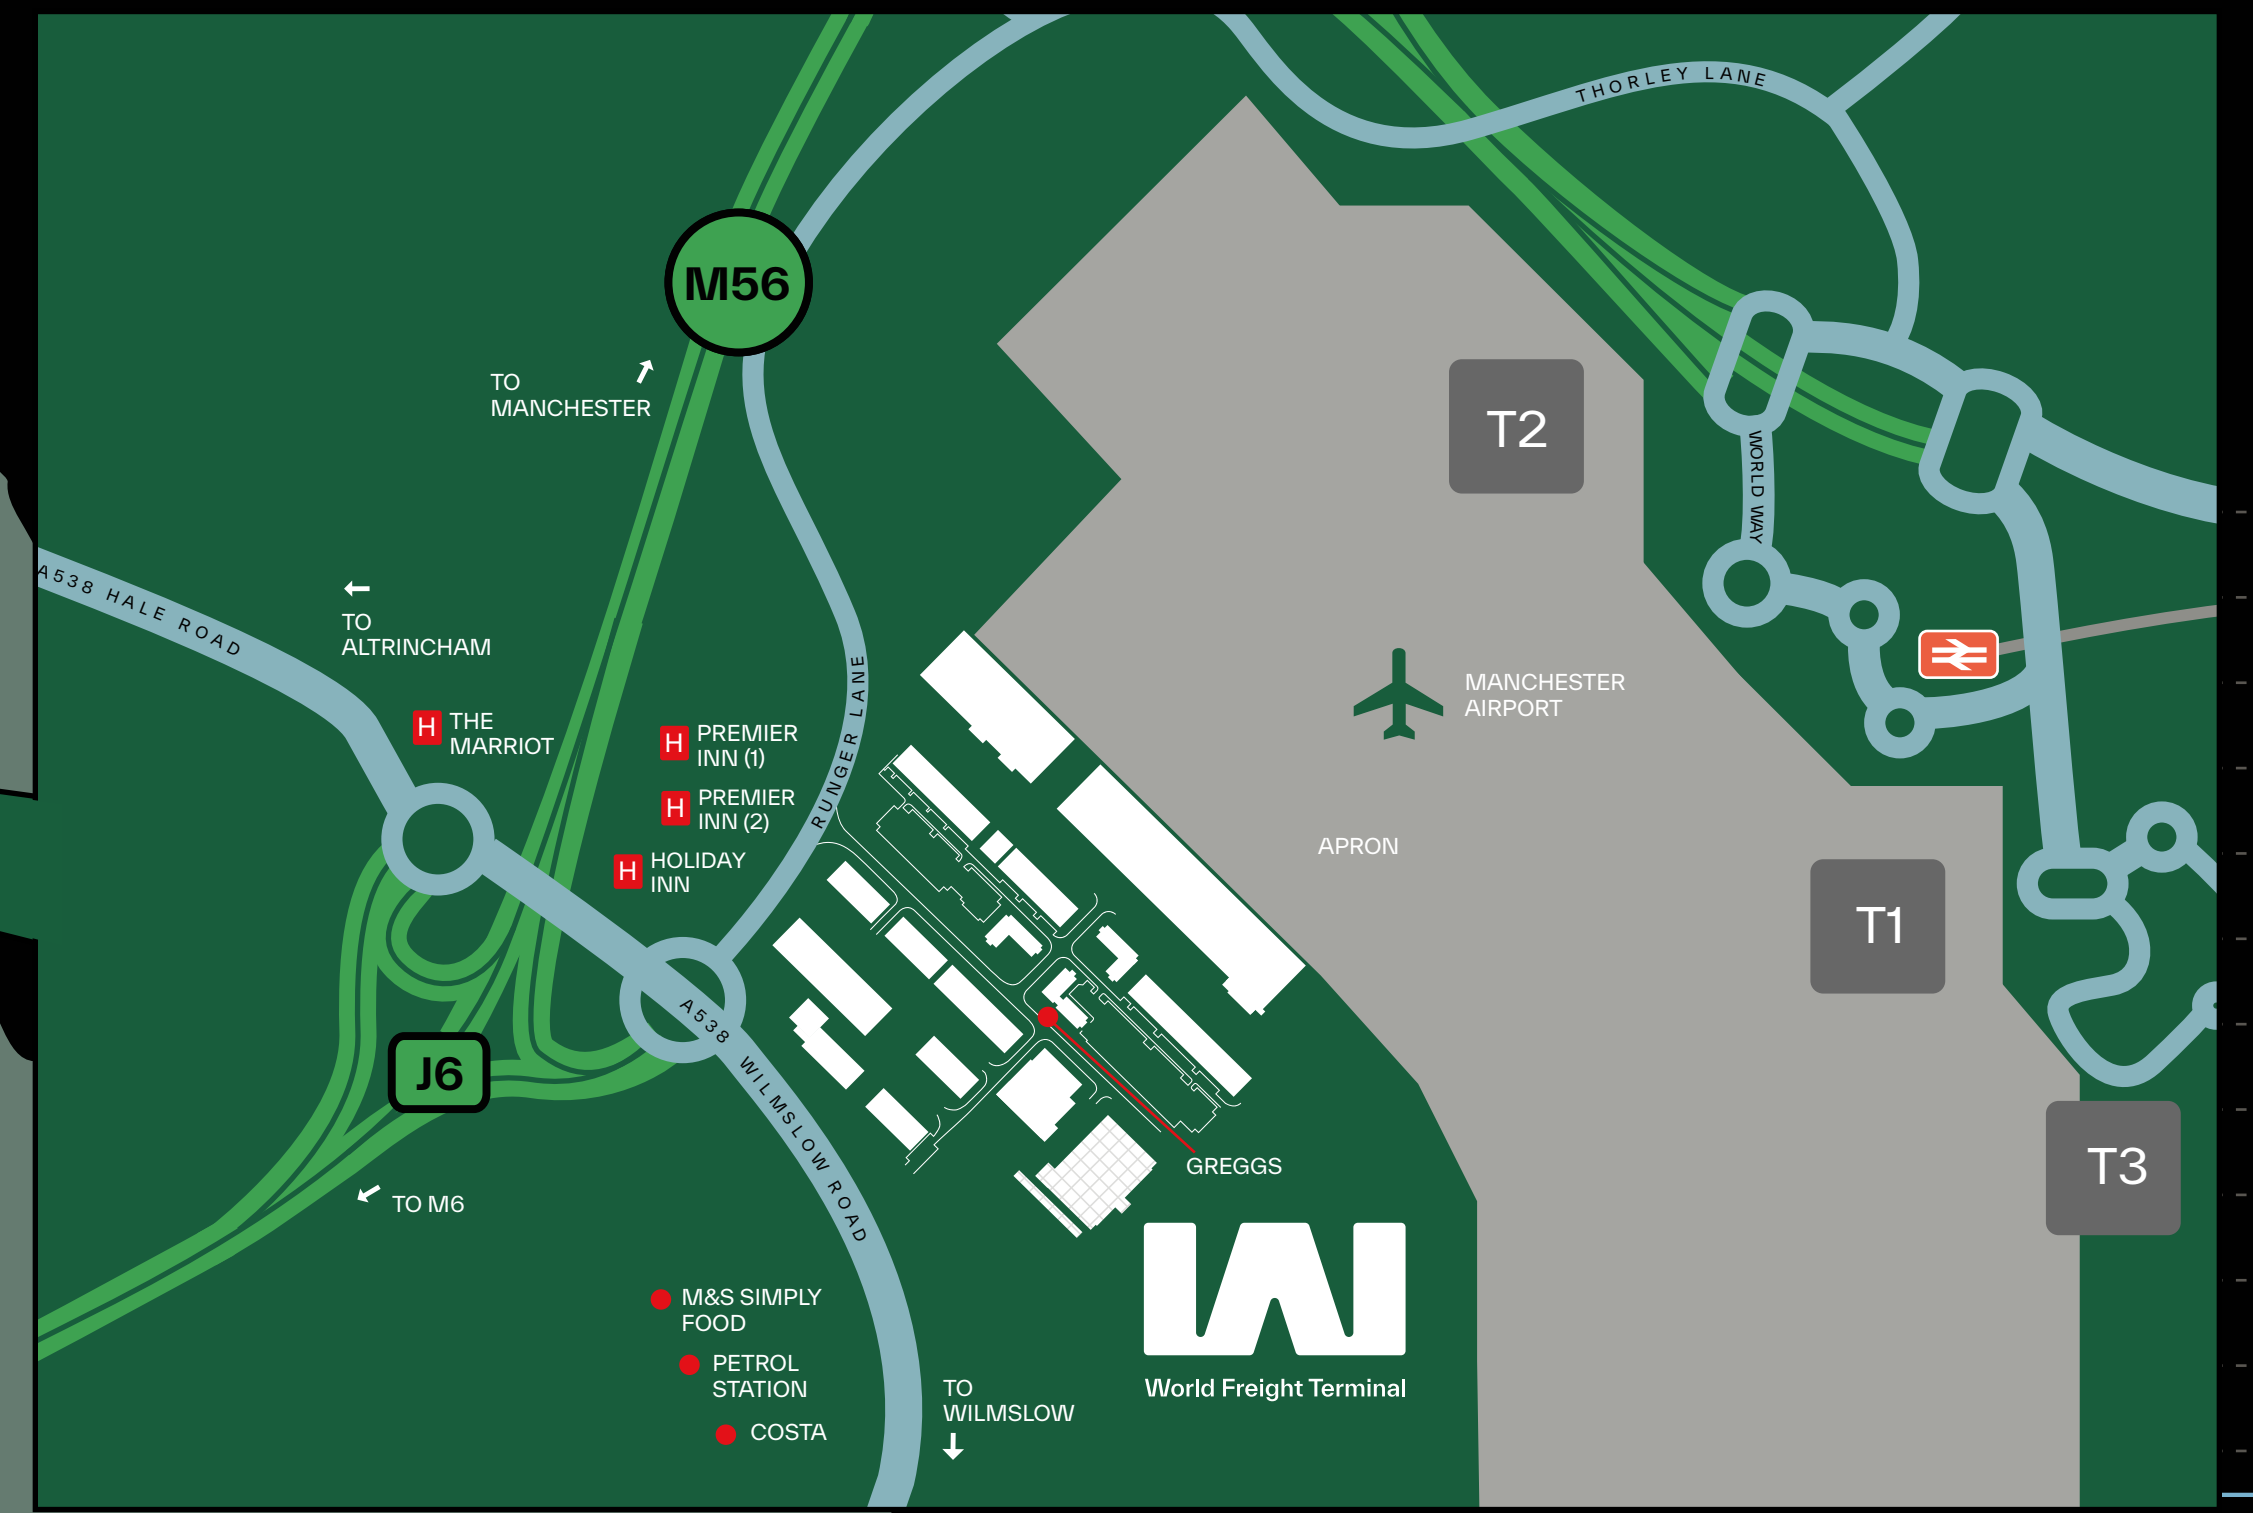 THORLEY LANE
M56
TO
MANCHESTER
T2
WORLD WAY
A538 HALE ROAD
TO
ALTRINCHAM
MANCHESTER
AIRPORT
RUNGER LANE
H THE
MARRIOT
H PREMIER
INN (1)
H PREMIER
INN (2)
H HOLIDAY
INN
APRON
T1
A538 WILMSLOW ROAD
J6
T3
GREGGS
TO M6
M&S SIMPLY
FOOD
PETROL
STATION
COSTA
TO
WILMSLOW
World Freight Terminal